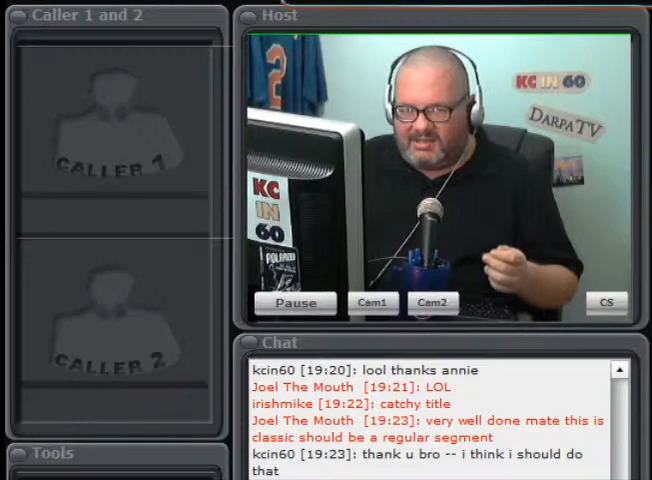 Caller 1 and 2
CALLER 1
CALLER 2
Tools
Host
2
KC IN 60
DARPA TV
KC
IN
60
Pause
Cam1
Cam2
CS
Chat
kcin60 [19:20]: lool thanks annie
Joel The Mouth [19:21]: LOL
irishmike [19:22]: catchy title
Joel The Mouth [19:23]: very well done mate this is
classic should be a regular segment
kcin60 [19:23]: thank u bro -- i think i should do
that